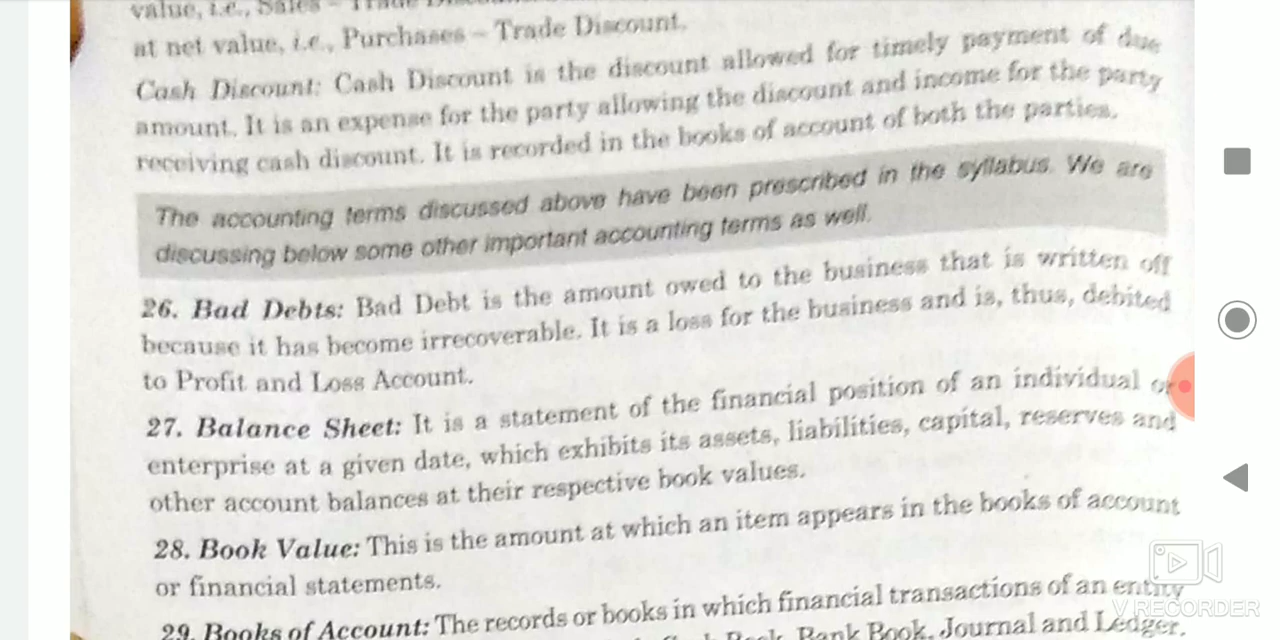 value, i.e., Sales – Trade
at net value, i.e., Purchases – Trade Discount.
Cash Discount: Cash Discount is the discount allowed for timely payment of due
amount. It is an expense for the party allowing the discount and income for the party
receiving cash discount. It is recorded in the books of account of both the parties.
The accounting terms discussed above have been prescribed in the syllabus. We are
discussing below some other important accounting terms as well.
26. Bad Debts: Bad Debt is the amount owed to the business that is written off
because it has become irrecoverable. It is a loss for the business and is, thus, debited
to Profit and Loss Account.
27. Balance Sheet: It is a statement of the financial position of an individual or
enterprise at a given date, which exhibits its assets, liabilities, capital, reserves and
other account balances at their respective book values.
28. Book Value: This is the amount at which an item appears in the books of account
or financial statements.
29. Books of Account: The records or books in which financial transactions of an entity
Book, Bank Book, Journal and Ledger.
V RECORDER